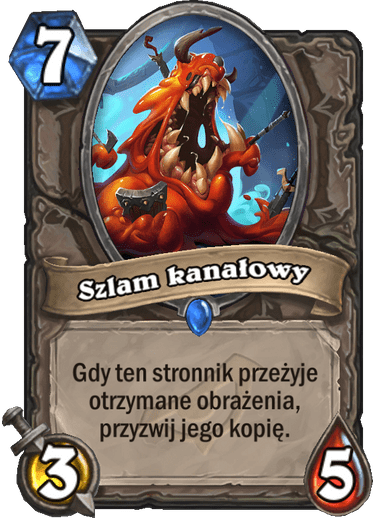 7
Szlam kanałowy
Gdy ten stronnik przeżyje
otrzymane obrażenia,
przyzwij jego kopię.
3
5